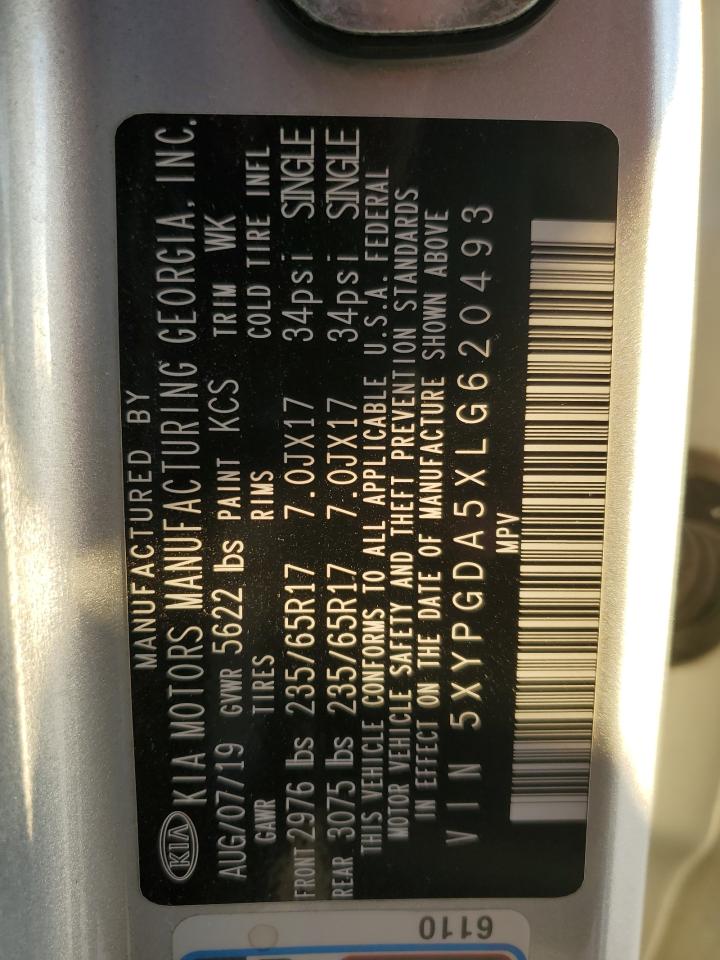 MANUFACTURED BY
KIA KIA MOTORS MANUFACTURING GEORGIA, INC.
AUG/07/19 GVWR 5622 lbs PAINT KCS TRIM WK
GAWR TIRES RIMS COLD TIRE INFL
FRONT 2976 lbs 235/65R17 7.0JX17 34psi SINGLE
REAR 3075 lbs 235/65R17 7.0JX17 34psi SINGLE
THIS VEHICLE CONFORMS TO ALL APPLICABLE U.S.A. FEDERAL
MOTOR VEHICLE SAFETY AND THEFT PREVENTION STANDARDS
IN EFFECT ON THE DATE OF MANUFACTURE SHOWN ABOVE
VIN 5XYPGDA5XLG620493
MPV
6110